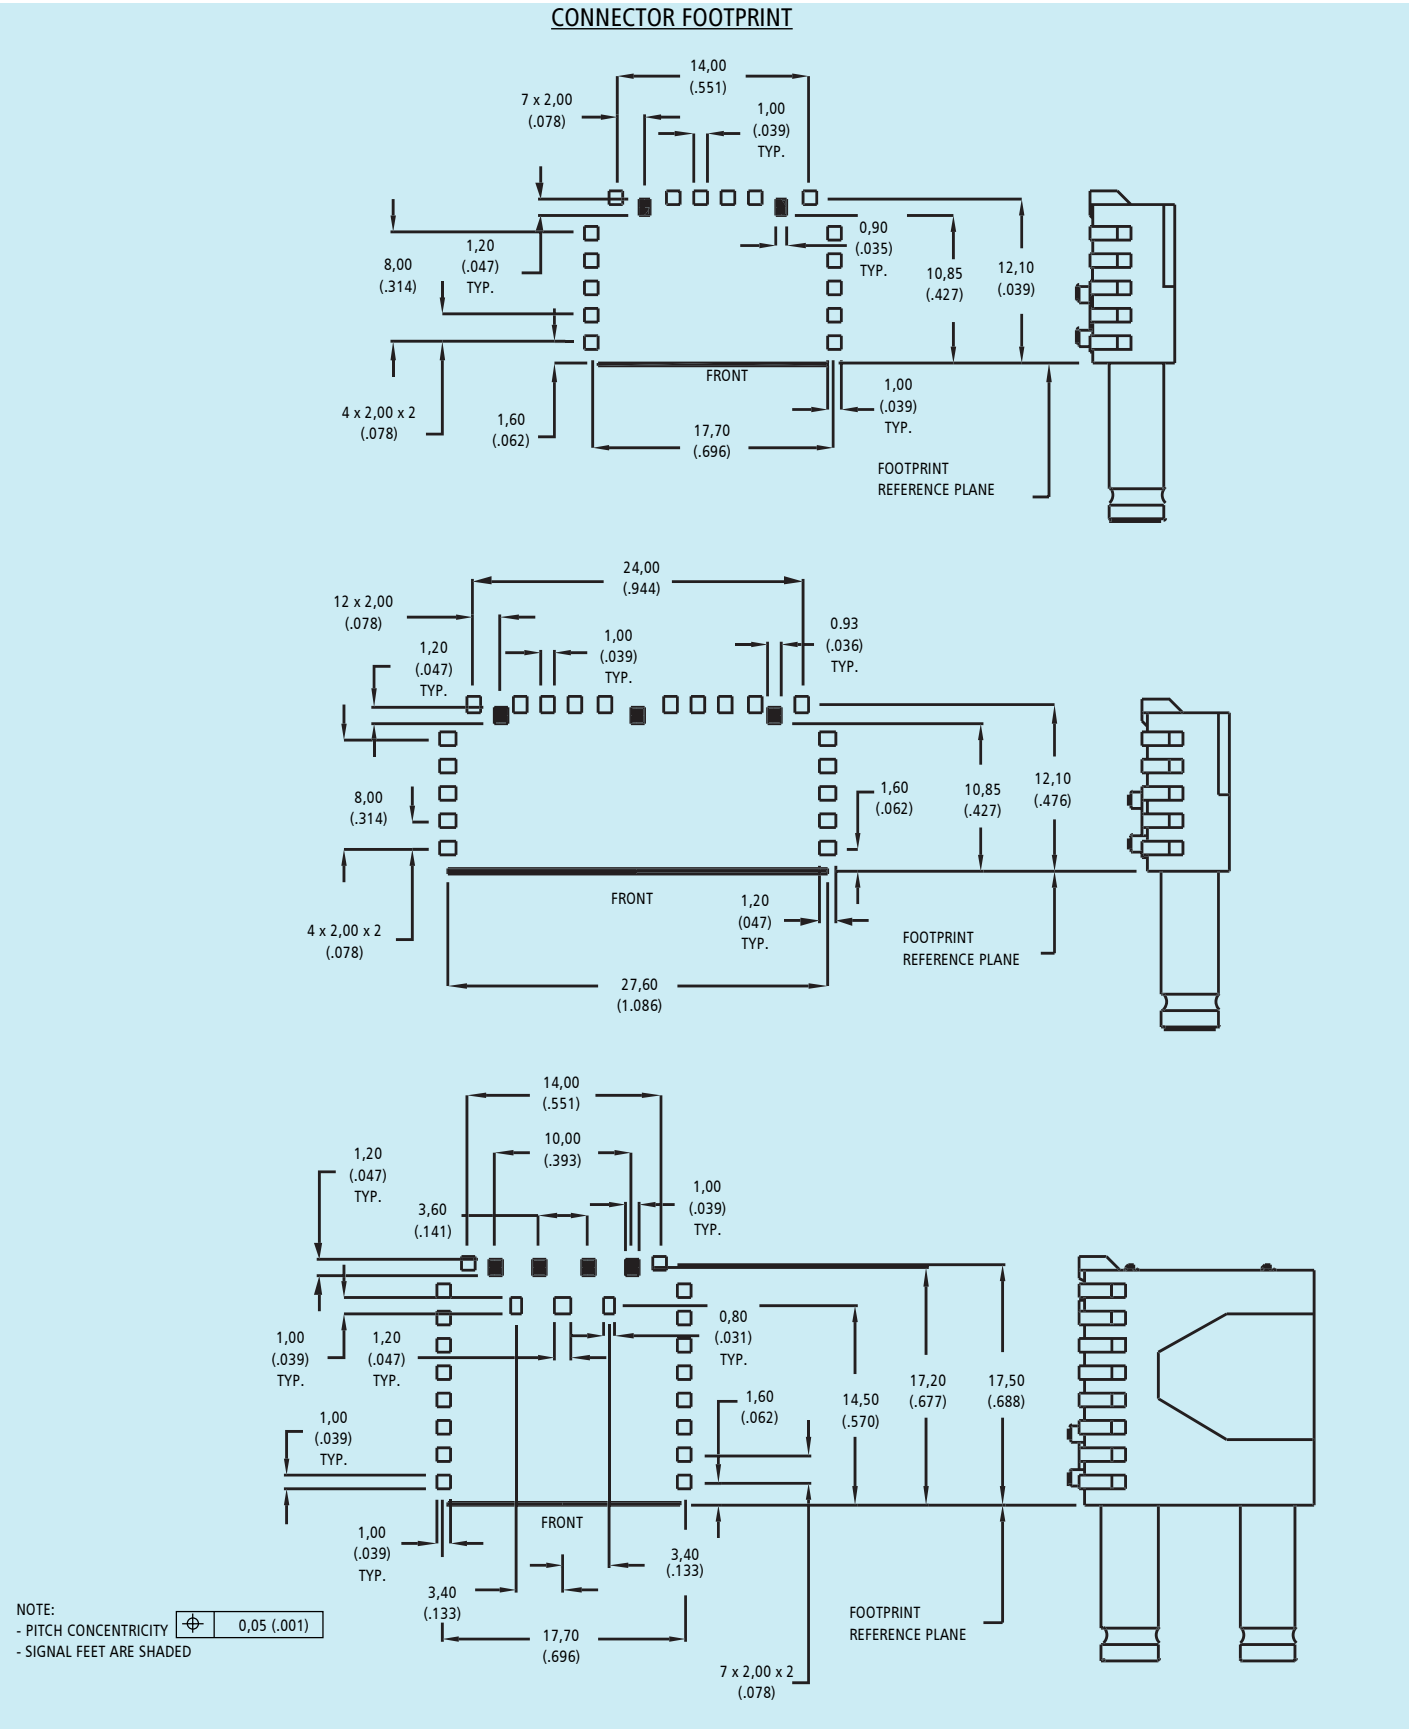 CONNECTOR FOOTPRINT
14,00
(.551)
7 x 2,00
(.078)
1,00
(.039)
TYP.
1,20
(.047)
TYP.
8,00
(.314)
0,90
(.035)
TYP.
10,85
(.427)
12,10
(.039)
FRONT
4 x 2,00 x 2
(.078)
1,60
(.062)
17,70
(.696)
1,00
(.039)
TYP.
FOOTPRINT
REFERENCE PLANE
24,00
(.944)
12 x 2,00
(.078)
1,20
(.047)
TYP.
1,00
(.039)
TYP.
0.93
(.036)
TYP.
8,00
(.314)
1,60
(.062)
10,85
(.427)
12,10
(.476)
FRONT
4 x 2,00 x 2
(.078)
1,20
(047)
TYP.
FOOTPRINT
REFERENCE PLANE
27,60
(1.086)
14,00
(.551)
10,00
(.393)
1,20
(.047)
TYP.
3,60
(.141)
1,00
(.039)
TYP.
1,00
(.039)
TYP.
1,20
(.047)
TYP.
0,80
(.031)
TYP.
1,60
(.062)
14,50
(.570)
17,20
(.677)
17,50
(.688)
1,00
(.039)
TYP.
FRONT
1,00
(.039)
TYP.
3,40
(.133)
3,40
(.133)
17,70
(.696)
FOOTPRINT
REFERENCE PLANE
7 x 2,00 x 2
(.078)
NOTE:
- PITCH CONCENTRICITY ⌖ 0,05 (.001)
- SIGNAL FEET ARE SHADED